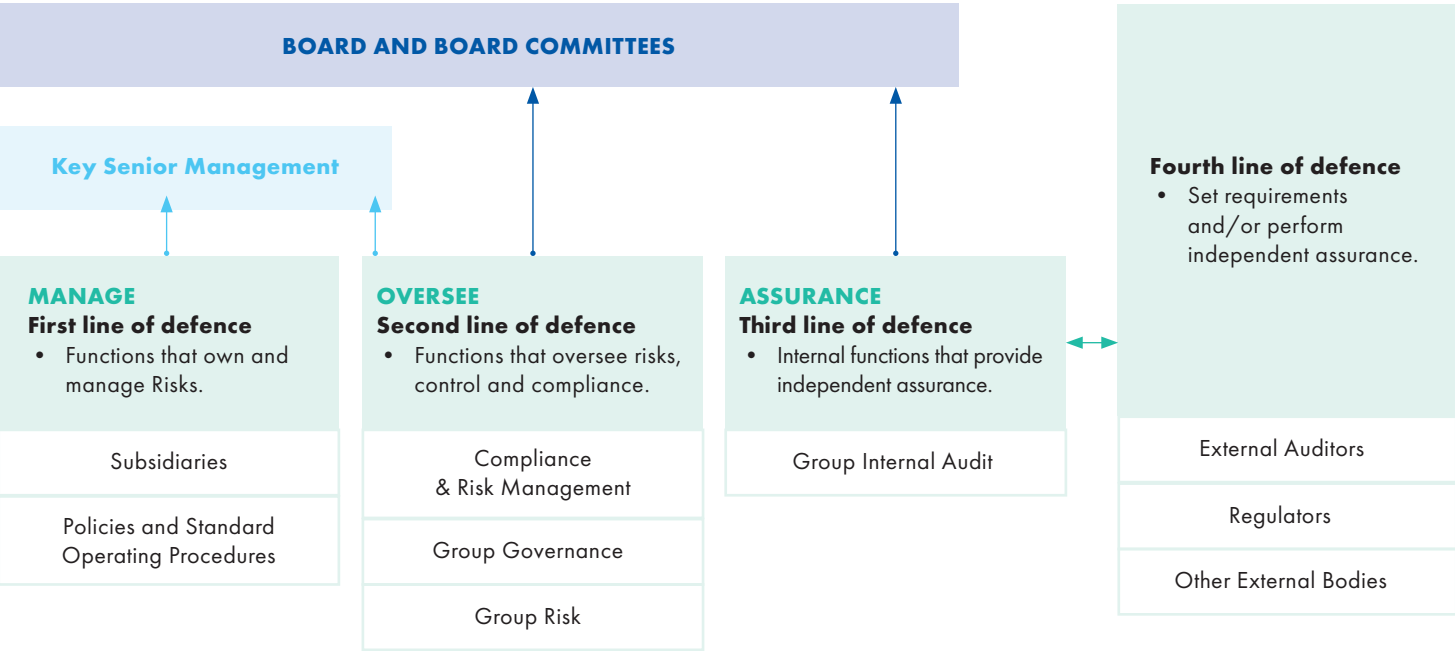 BOARD AND BOARD COMMITTEES
Key Senior Management
MANAGE
First line of defence
• Functions that own and
manage Risks.
Subsidiaries
Policies and Standard
Operating Procedures
OVERSEE
Second line of defence
• Functions that oversee risks,
control and compliance.
Compliance
& Risk Management
Group Governance
Group Risk
ASSURANCE
Third line of defence
• Internal functions that provide
independent assurance.
Group Internal Audit
Fourth line of defence
• Set requirements
and/or perform
independent assurance.
External Auditors
Regulators
Other External Bodies